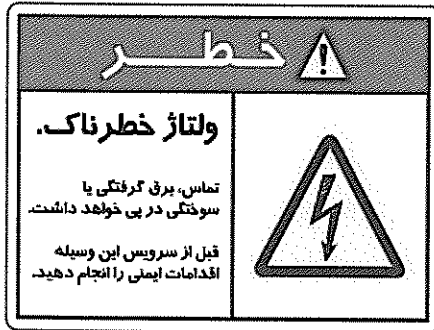 خطر
ولتاژ خطرناک.
تماس، برق گرفتگی یا
سوختگی در پی خواهد داشت.
قبل از سرویس این وسیله
اقدامات ایمنی را انجام دهید.